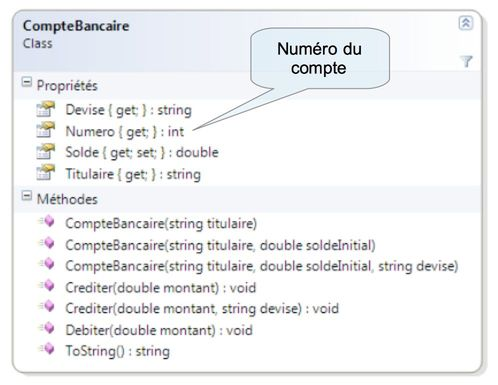 CompteBancaire
Class
Numéro du
compte
Propriétés
Devise { get; } : string
Numero { get; } : int
Solde { get; set; } : double
Titulaire { get; } : string
Méthodes
CompteBancaire(string titulaire)
CompteBancaire(string titulaire, double soldeInitial)
CompteBancaire(string titulaire, double soldeInitial, string devise)
Crediter(double montant) : void
Crediter(double montant, string devise) : void
Debiter(double montant) : void
ToString() : string